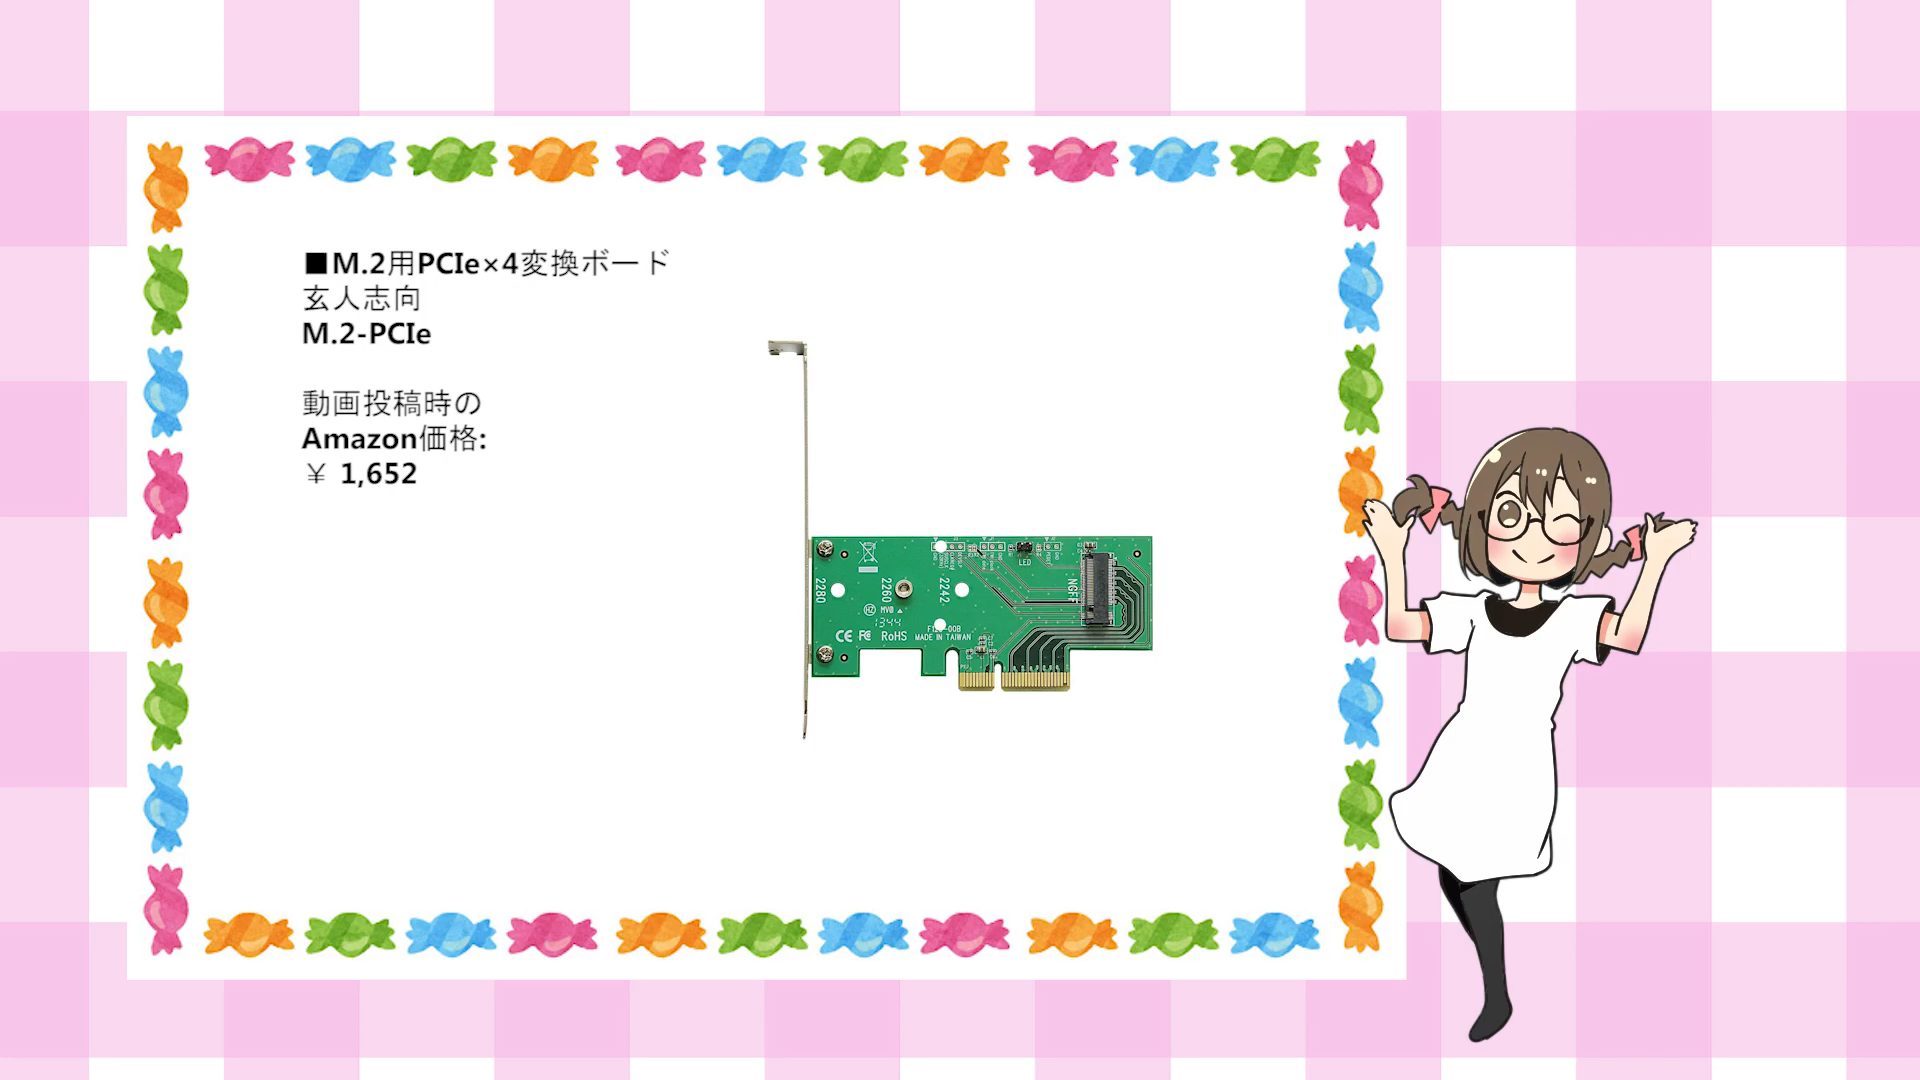 ■M.2用PCIe×4変換ボード
玄人志向
M.2-PCIe
動画投稿時の
Amazon価格:
￥ 1,652
2280
2260
2242
LED
NGFF
MADE IN TAIWAN
CE FC RoHS